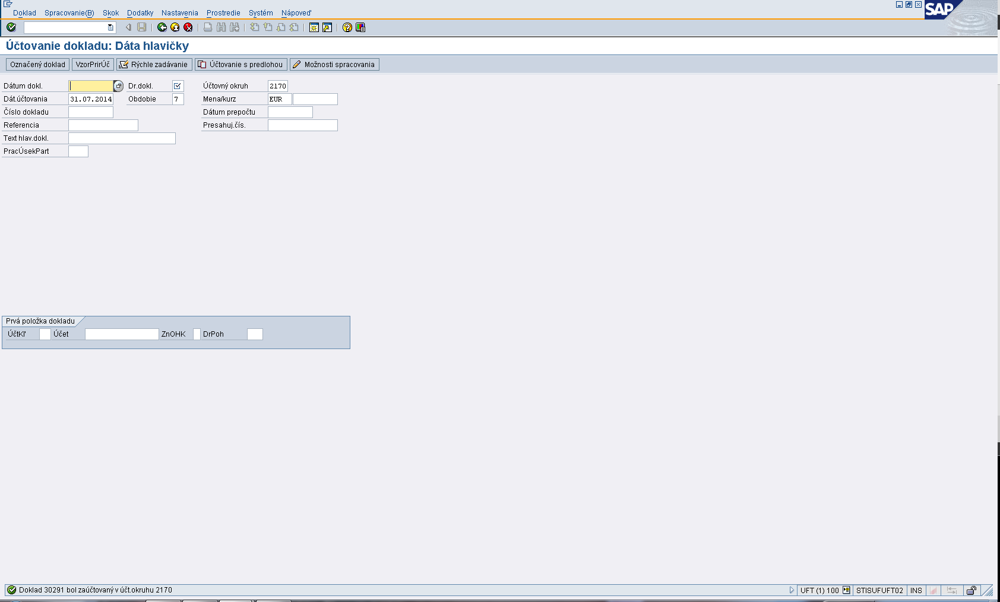 Doklad Spracovanie(B) Skok Dodatky Nastavenia Prostredie Systém Nápoveď
SAP
Účtovanie dokladu: Dáta hlavičky
Označený doklad VzorPrirÚč Rýchle zadávanie Účtovanie s predlohou Možnosti spracovania
Dátum dokl. Dr.dokl. Účtovný okruh 2170
Dát.účtovania 31.07.2014 Obdobie 7 Mena/kurz EUR
Číslo dokladu Dátum prepočtu
Referencia Presahuj.čís.
Text hlav.dokl.
PracÚsekPart
Prvá položka dokladu
ÚčtKľ Účet ZnOHK DrPoh
Doklad 30291 bol zaúčtovaný v účt.okruhu 2170 UFT (1) 100 STISUFUFT02 INS